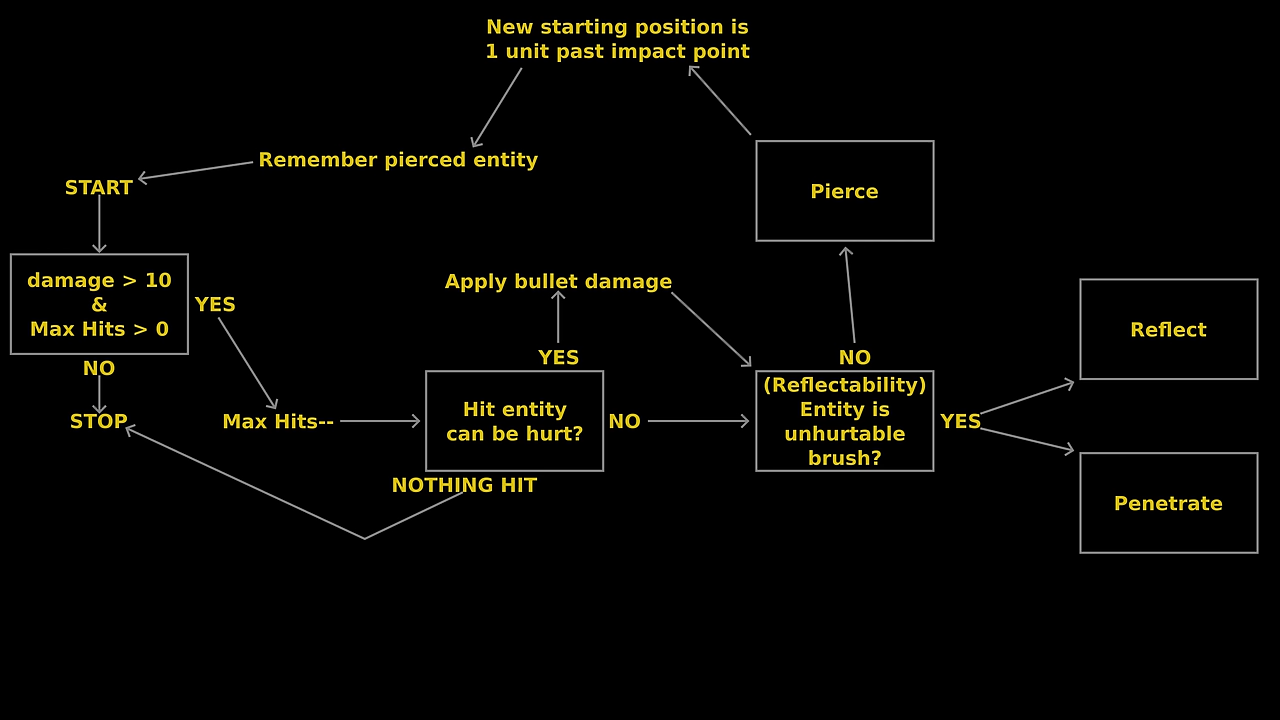 New starting position is
1 unit past impact point
Remember pierced entity
START
Pierce
damage > 10
&
Max Hits > 0
YES
Apply bullet damage
Reflect
NO
YES
NO
STOP
Max Hits--
Hit entity
can be hurt?
NO
(Reflectability)
Entity is
unhurtable
brush?
YES
NOTHING HIT
Penetrate